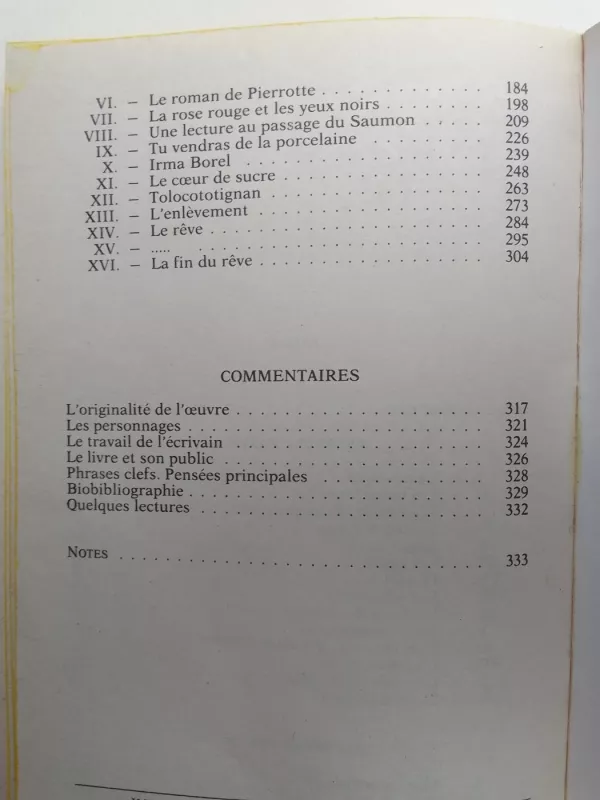 VI. – Le roman de Pierrotte . . . . . . . . . . . . . 184
VII. – La rose rouge et les yeux noirs . . . . . . . . 198
VIII. – Une lecture au passage du Saumon . . . . . 209
IX. – Tu vendras de la porcelaine . . . . . . . . . 226
X. – Irma Borel . . . . . . . . . . . . . . . . . . 239
XI. – Le cœur de sucre . . . . . . . . . . . . . . . 248
XII. – Tolocototignan . . . . . . . . . . . . . . . . 263
XIII. – L'enlèvement . . . . . . . . . . . . . . . . . 273
XIV. – Le rêve . . . . . . . . . . . . . . . . . . . . 284
XV. – ..... . . . . . . . . . . . . . . . . . . . . . 295
XVI. – La fin du rêve . . . . . . . . . . . . . . . . 304
COMMENTAIRES
L'originalité de l'œuvre . . . . . . . . . . . . . . . . . 317
Les personnages . . . . . . . . . . . . . . . . . . . . . 321
Le travail de l'écrivain . . . . . . . . . . . . . . . . . 324
Le livre et son public . . . . . . . . . . . . . . . . . . 326
Phrases clefs. Pensées principales . . . . . . . . . . . 328
Biobibliographie . . . . . . . . . . . . . . . . . . . . . 329
Quelques lectures . . . . . . . . . . . . . . . . . . . . 332
NOTES . . . . . . . . . . . . . . . . . . . . . . . . . . 333